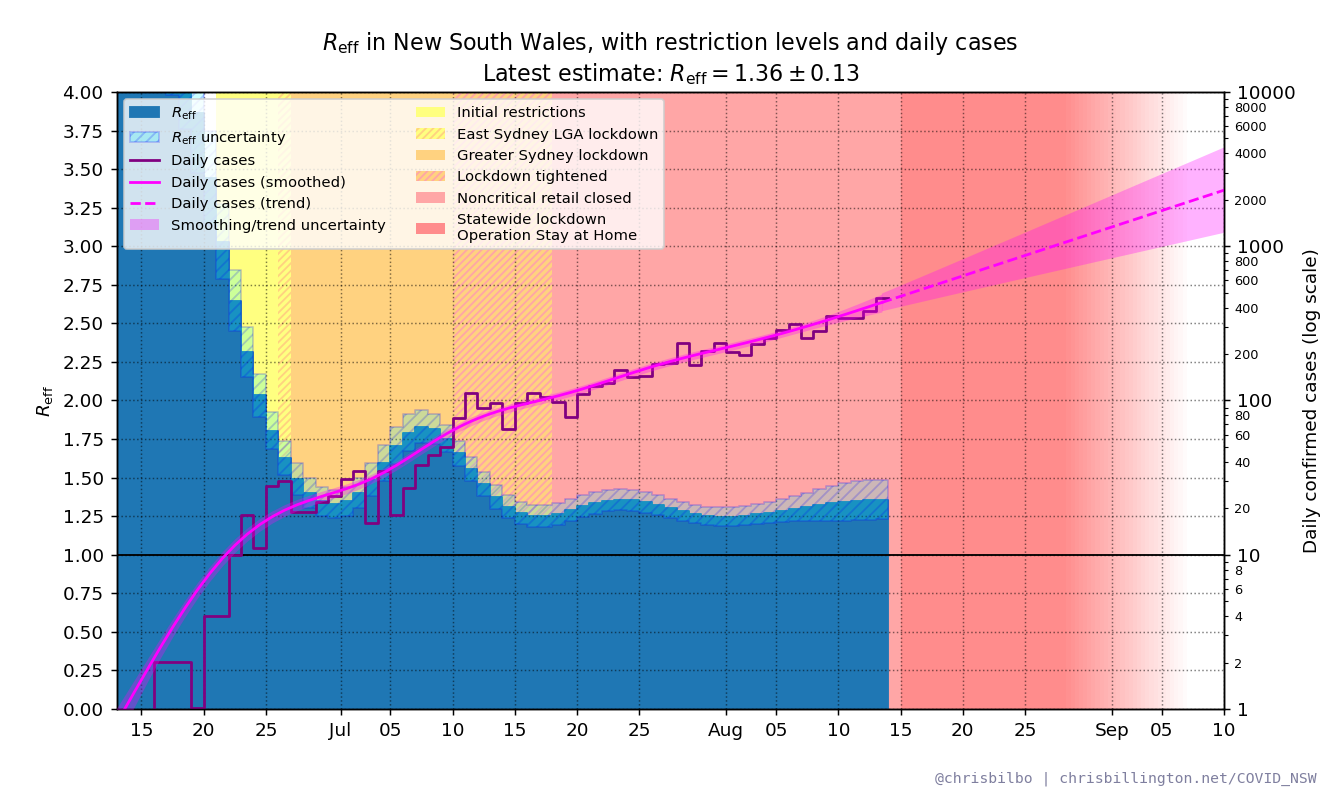 Reff in New South Wales, with restriction levels and daily cases
Latest estimate: Reff = 1.36 ± 0.13
Reff
Reff uncertainty
Daily cases
Daily cases (smoothed)
Daily cases (trend)
Smoothing/trend uncertainty
Initial restrictions
East Sydney LGA lockdown
Greater Sydney lockdown
Lockdown tightened
Noncritical retail closed
Statewide lockdown
Operation Stay at Home
Reff
4.00
3.75
3.50
3.25
3.00
2.75
2.50
2.25
2.00
1.75
1.50
1.25
1.00
0.75
0.50
0.25
0.00
15 20 25 Jul 05 10 15 20 25 Aug 05 10 15 20 25 Sep 05 10
10000
8000
6000
4000
2000
1000
800
600
400
200
100
80
60
40
20
10
8
6
4
2
1
Daily confirmed cases (log scale)
@chrisbilbo | chrisbillington.net/COVID_NSW